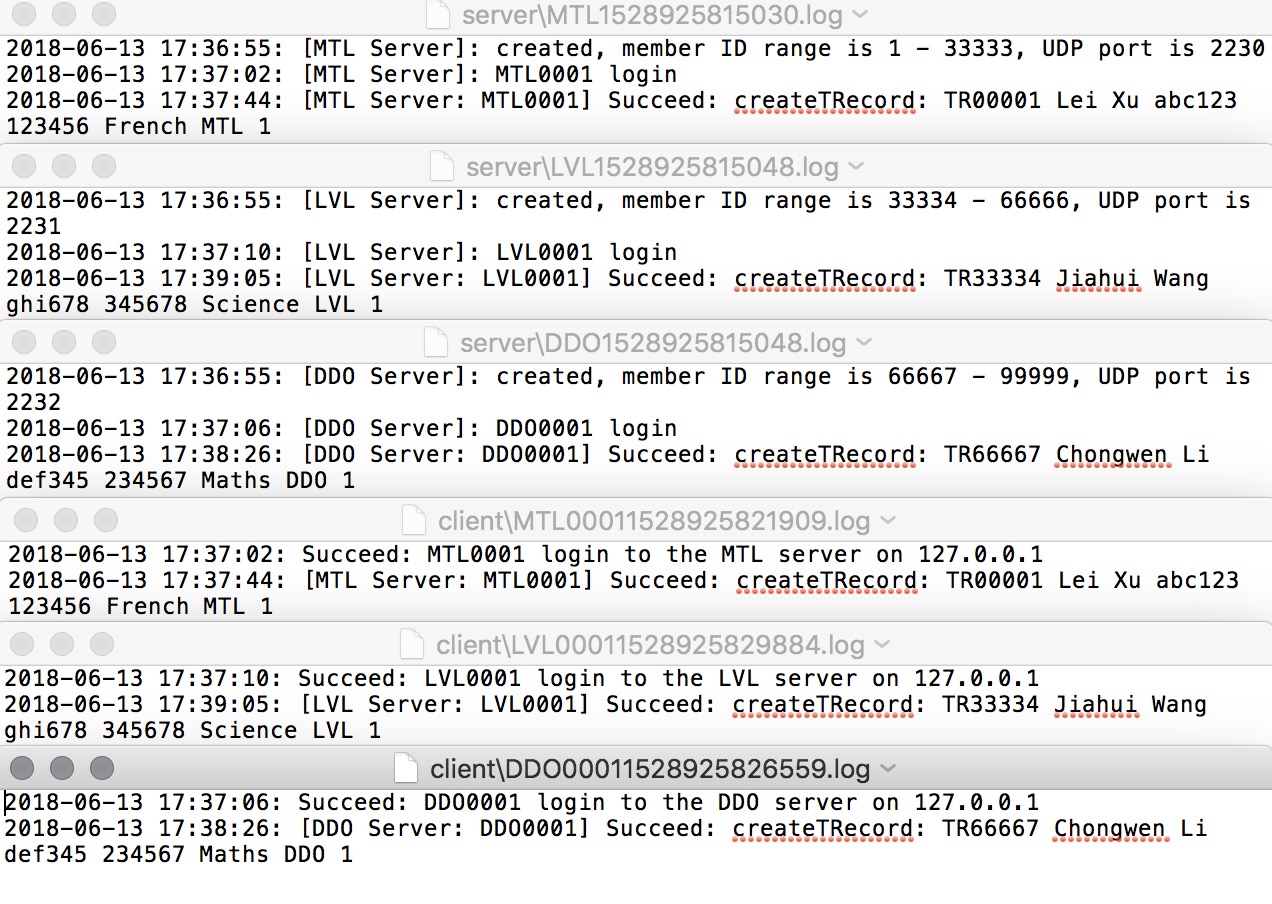 server\MTL1528925815030.log
2018-06-13 17:36:55: [MTL Server]: created, member ID range is 1 - 33333, UDP port is 2230
2018-06-13 17:37:02: [MTL Server]: MTL0001 login
2018-06-13 17:37:44: [MTL Server: MTL0001] Succeed: createTRecord: TR00001 Lei Xu abc123
123456 French MTL 1
server\LVL1528925815048.log
2018-06-13 17:36:55: [LVL Server]: created, member ID range is 33334 - 66666, UDP port is
2231
2018-06-13 17:37:10: [LVL Server]: LVL0001 login
2018-06-13 17:39:05: [LVL Server: LVL0001] Succeed: createTRecord: TR33334 Jiahui Wang
ghi678 345678 Science LVL 1
server\DDO1528925815048.log
2018-06-13 17:36:55: [DDO Server]: created, member ID range is 66667 - 99999, UDP port is
2232
2018-06-13 17:37:06: [DDO Server]: DDO0001 login
2018-06-13 17:38:26: [DDO Server: DDO0001] Succeed: createTRecord: TR66667 Chongwen Li
def345 234567 Maths DDO 1
client\MTL00011528925821909.log
2018-06-13 17:37:02: Succeed: MTL0001 login to the MTL server on 127.0.0.1
2018-06-13 17:37:44: [MTL Server: MTL0001] Succeed: createTRecord: TR00001 Lei Xu abc123
123456 French MTL 1
client\LVL00011528925829884.log
2018-06-13 17:37:10: Succeed: LVL0001 login to the LVL server on 127.0.0.1
2018-06-13 17:39:05: [LVL Server: LVL0001] Succeed: createTRecord: TR33334 Jiahui Wang
ghi678 345678 Science LVL 1
client\DDO00011528925826559.log
2018-06-13 17:37:06: Succeed: DDO0001 login to the DDO server on 127.0.0.1
2018-06-13 17:38:26: [DDO Server: DDO0001] Succeed: createTRecord: TR66667 Chongwen Li
def345 234567 Maths DDO 1